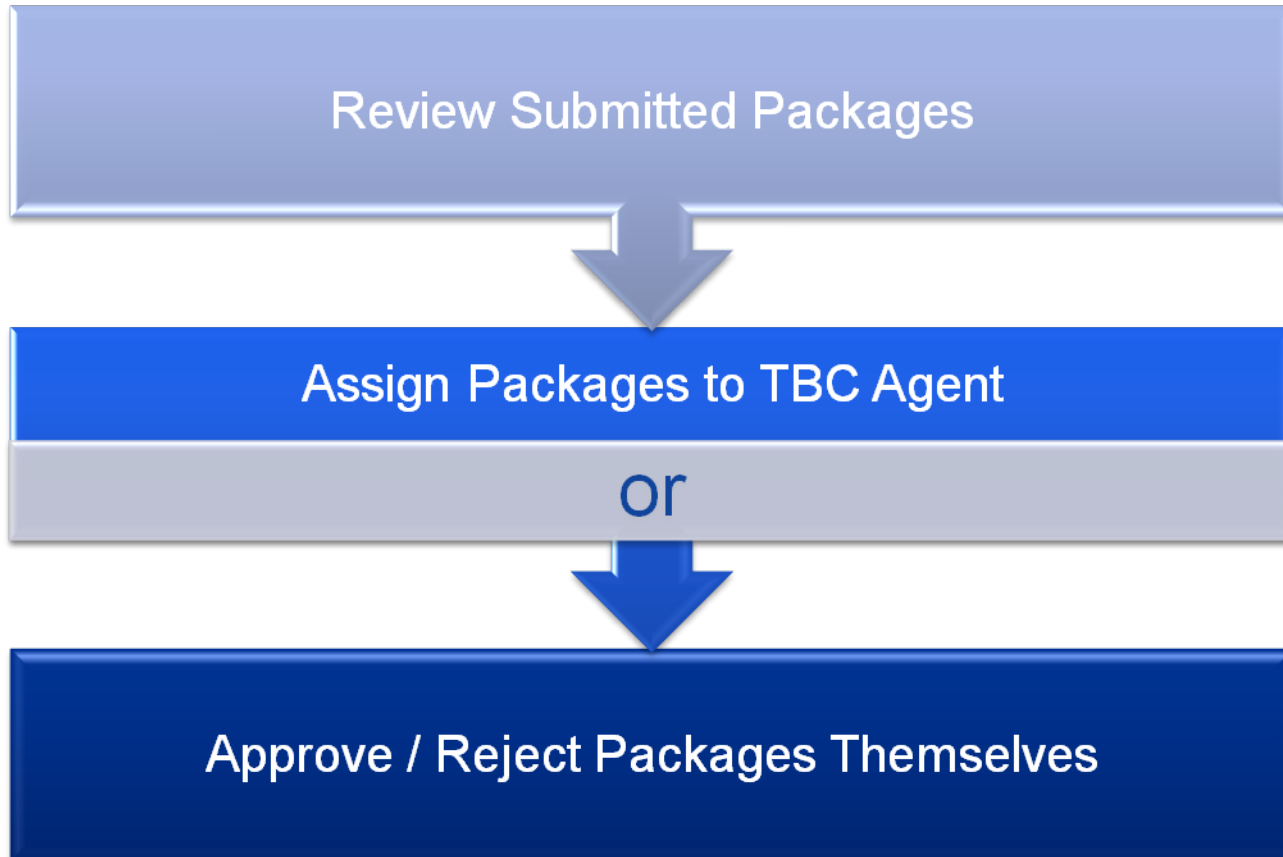 Review Submitted Packages
Assign Packages to TBC Agent
or
Approve / Reject Packages Themselves